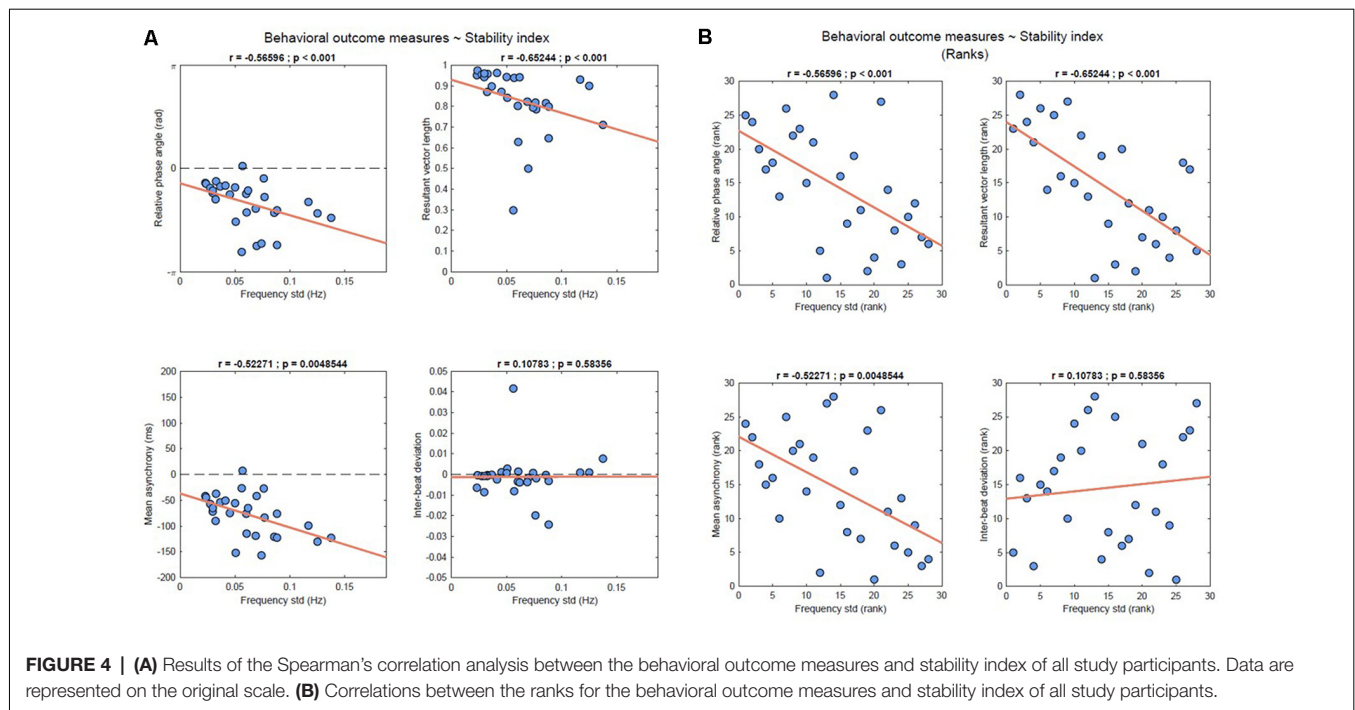 A
Behavioral outcome measures ~ Stability index
r = -0.56596 ; p < 0.001
π
0
-π
Relative phase angle (rad)
0 0.05 0.1 0.15
Frequency std (Hz)
r = -0.65244 ; p < 0.001
1
0.9
0.8
0.7
0.6
0.5
0.4
0.3
0.2
0.1
0
Resultant vector length
0 0.05 0.1 0.15
Frequency std (Hz)
r = -0.52271 ; p = 0.0048544
200
150
100
50
0
-50
-100
-150
-200
Mean asynchrony (ms)
0 0.05 0.1 0.15
Frequency std (Hz)
r = 0.10783 ; p = 0.58356
0.05
0.04
0.03
0.02
0.01
0
-0.01
-0.02
-0.03
-0.04
-0.05
Inter-beat deviation
0 0.05 0.1 0.15
Frequency std (Hz)
B
Behavioral outcome measures ~ Stability index
(Ranks)
r = -0.56596 ; p < 0.001
30
25
20
15
10
5
0
Relative phase angle (rank)
0 5 10 15 20 25 30
Frequency std (rank)
r = -0.65244 ; p < 0.001
30
25
20
15
10
5
0
Resultant vector length (rank)
0 5 10 15 20 25 30
Frequency std (rank)
r = -0.52271 ; p = 0.0048544
30
25
20
15
10
5
0
Mean asynchrony (rank)
0 5 10 15 20 25 30
Frequency std (rank)
r = 0.10783 ; p = 0.58356
30
25
20
15
10
5
0
Inter-beat deviation (rank)
0 5 10 15 20 25 30
Frequency std (rank)
FIGURE 4 | (A) Results of the Spearman's correlation analysis between the behavioral outcome measures and stability index of all study participants. Data are
represented on the original scale. (B) Correlations between the ranks for the behavioral outcome measures and stability index of all study participants.